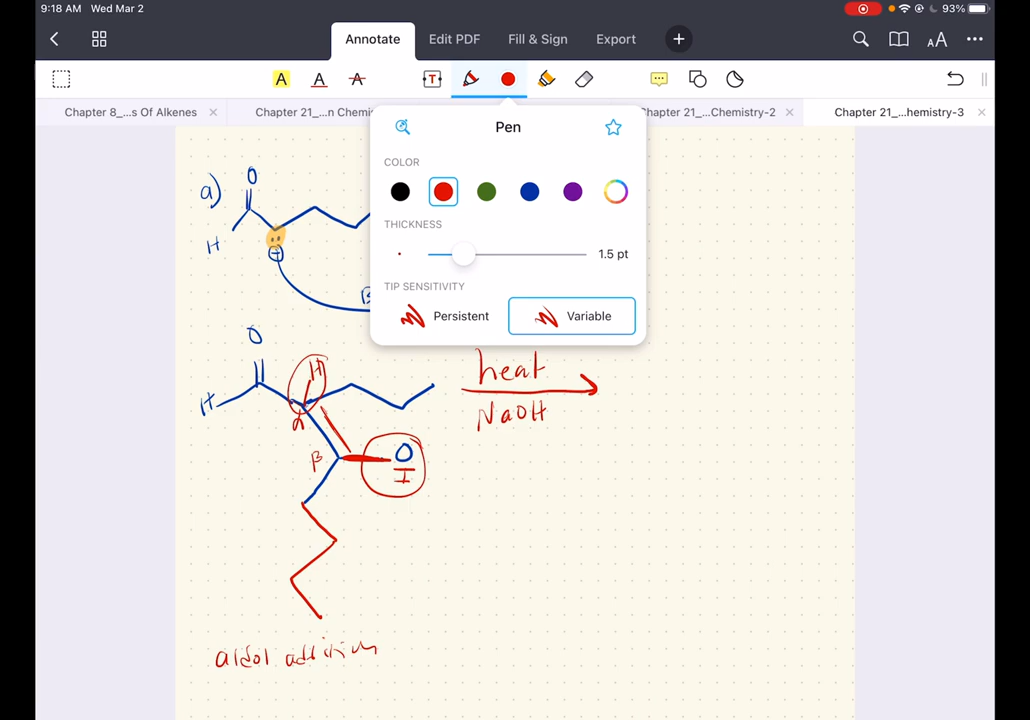 9:18 AM Wed Mar 2
93%
Annotate
Edit PDF
Fill & Sign
Export
A
T
Chapter 8_...s Of Alkenes
Chapter 21_...n Chemi
hapter 21_...Chemistry-2
Chapter 21_...hemistry-3
Pen
COLOR
THICKNESS
1.5 pt
TIP SENSITIVITY
Persistent
Variable
a)
O
H
O
H
H
α
β
O
heat
NaOH
aldol addition